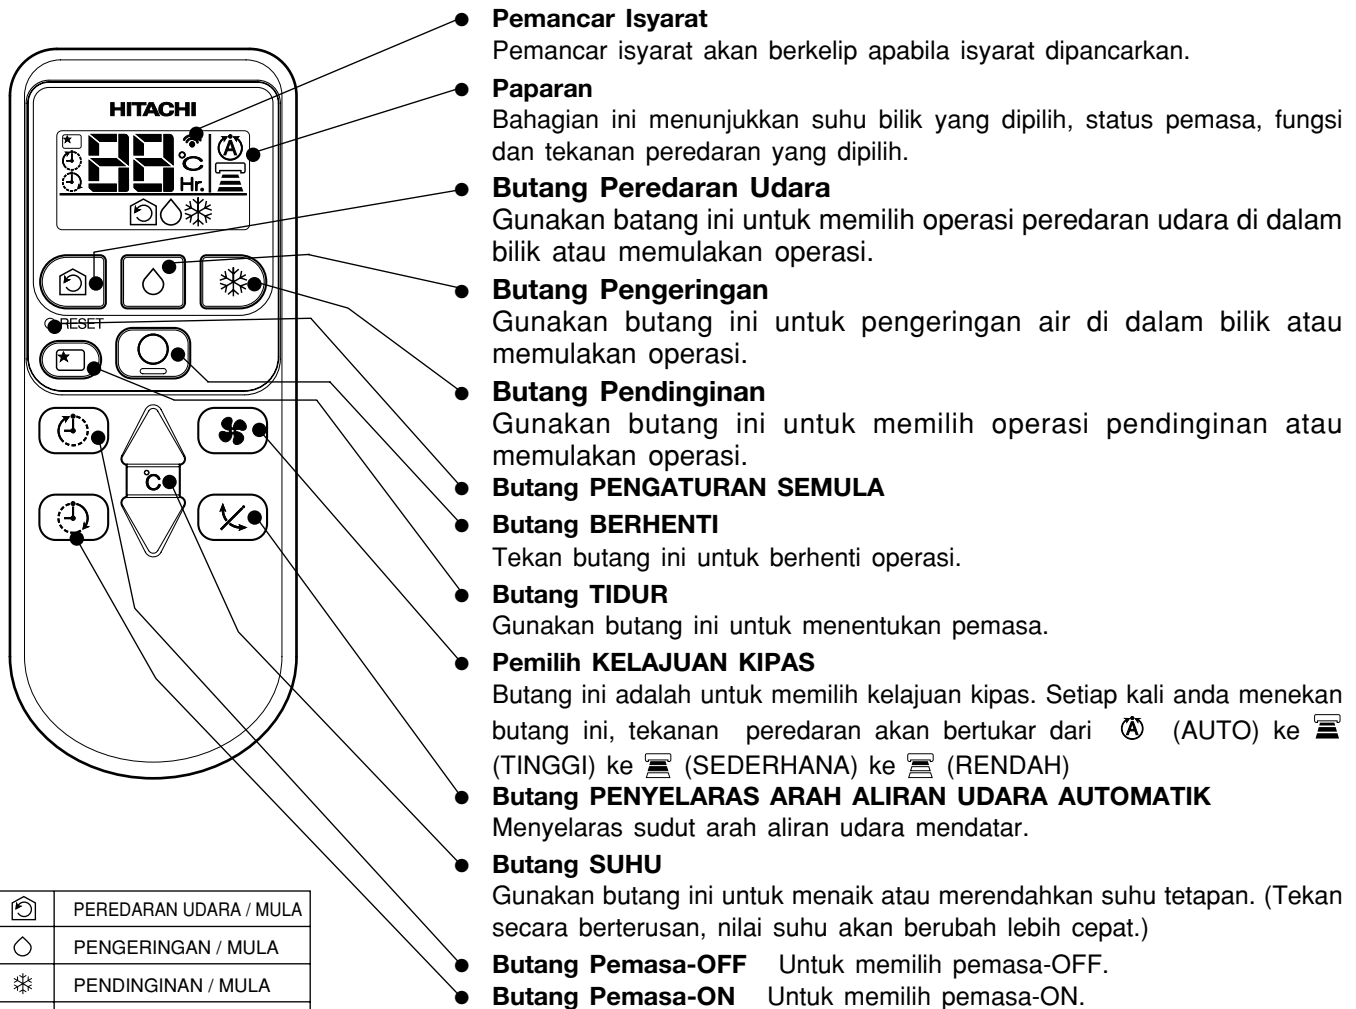 HITACHI
°C
Hr.
RESET
°C
Pemancar Isyarat
Pemancar isyarat akan berkelip apabila isyarat dipancarkan.
Paparan
Bahagian ini menunjukkan suhu bilik yang dipilih, status pemasa, fungsi
dan tekanan peredaran yang dipilih.
Butang Peredaran Udara
Gunakan batang ini untuk memilih operasi peredaran udara di dalam
bilik atau memulakan operasi.
Butang Pengeringan
Gunakan butang ini untuk pengeringan air di dalam bilik atau
memulakan operasi.
Butang Pendinginan
Gunakan butang ini untuk memilih operasi pendinginan atau
memulakan operasi.
Butang PENGATURAN SEMULA
Butang BERHENTI
Tekan butang ini untuk berhenti operasi.
Butang TIDUR
Gunakan butang ini untuk menentukan pemasa.
Pemilih KELAJUAN KIPAS
Butang ini adalah untuk memilih kelajuan kipas. Setiap kali anda menekan
butang ini, tekanan peredaran akan bertukar dari (A) (AUTO) ke
(TINGGI) ke (SEDERHANA) ke (RENDAH)
Butang PENYELARAS ARAH ALIRAN UDARA AUTOMATIK
Menyelaras sudut arah aliran udara mendatar.
Butang SUHU
Gunakan butang ini untuk menaik atau merendahkan suhu tetapan. (Tekan
secara berterusan, nilai suhu akan berubah lebih cepat.)
Butang Pemasa-OFF Untuk memilih pemasa-OFF.
Butang Pemasa-ON Untuk memilih pemasa-ON.
PEREDARAN UDARA / MULA
PENGERINGAN / MULA
PENDINGINAN / MULA